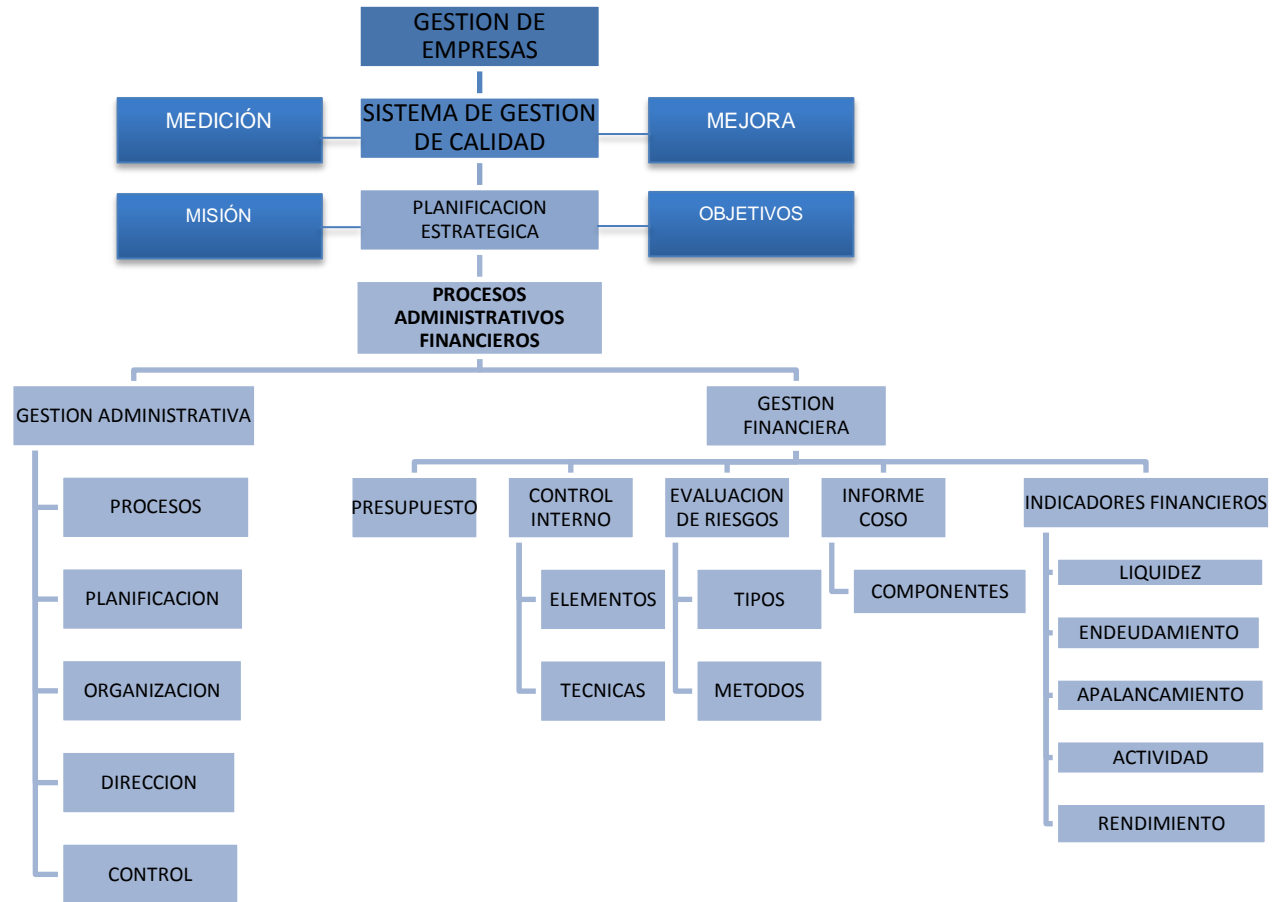 GESTION DE
EMPRESAS
MEDICIÓN
SISTEMA DE GESTION
DE CALIDAD
MEJORA
MISIÓN
PLANIFICACION
ESTRATEGICA
OBJETIVOS
PROCESOS
ADMINISTRATIVOS
FINANCIEROS
GESTION ADMINISTRATIVA
GESTION
FINANCIERA
PROCESOS
PLANIFICACION
ORGANIZACION
DIRECCION
CONTROL
PRESUPUESTO
CONTROL
INTERNO
ELEMENTOS
TECNICAS
EVALUACION
DE RIESGOS
TIPOS
METODOS
INFORME
COSO
COMPONENTES
INDICADORES FINANCIEROS
LIQUIDEZ
ENDEUDAMIENTO
APALANCAMIENTO
ACTIVIDAD
RENDIMIENTO